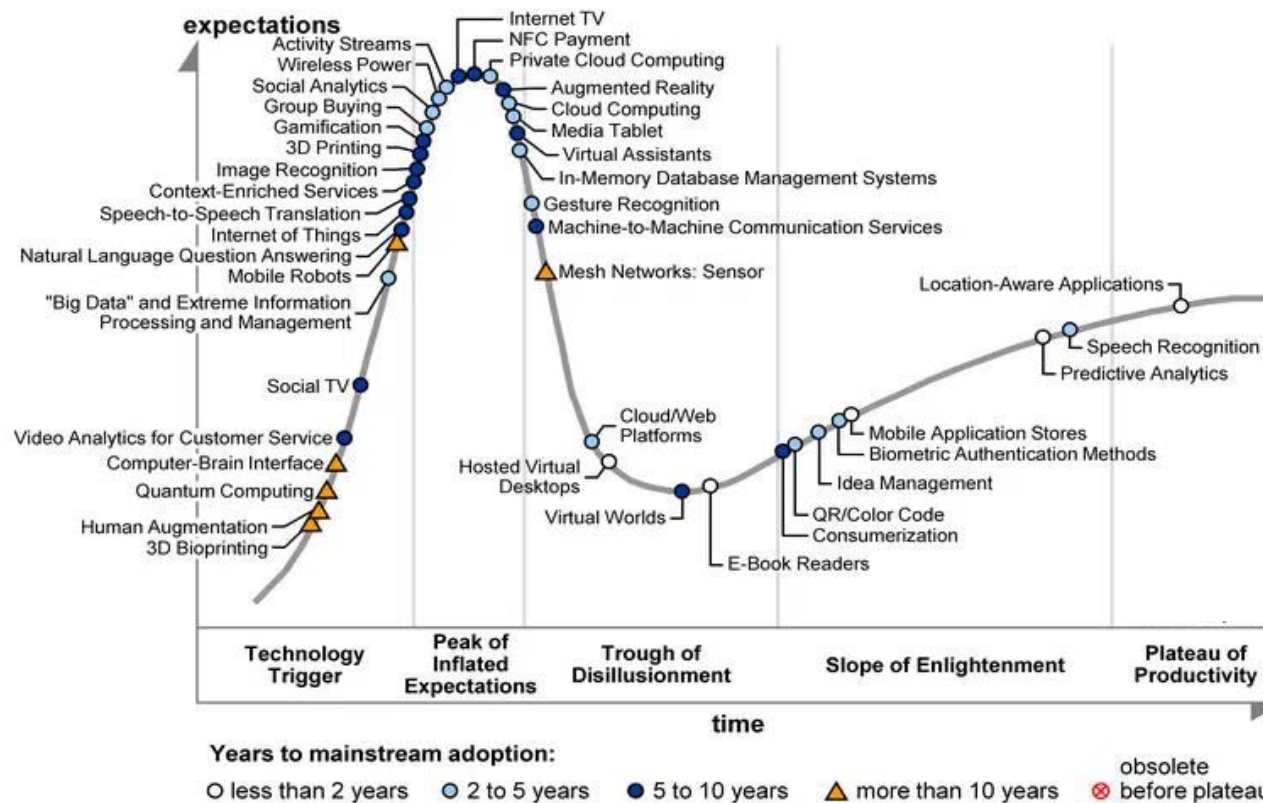 expectations
Internet TV
NFC Payment
Activity Streams
Private Cloud Computing
Wireless Power
Augmented Reality
Social Analytics
Cloud Computing
Group Buying
Media Tablet
Gamification
Virtual Assistants
3D Printing
Image Recognition
In-Memory Database Management Systems
Context-Enriched Services
Gesture Recognition
Speech-to-Speech Translation
Machine-to-Machine Communication Services
Internet of Things
Natural Language Question Answering
Mobile Robots
Mesh Networks: Sensor
"Big Data" and Extreme Information
Processing and Management
Location-Aware Applications
Speech Recognition
Predictive Analytics
Social TV
Video Analytics for Customer Service
Computer-Brain Interface
Quantum Computing
Human Augmentation
3D Bioprinting
Cloud/Web
Platforms
Hosted Virtual
Desktops
Virtual Worlds
Mobile Application Stores
Biometric Authentication Methods
Idea Management
QR/Color Code
Consumerization
E-Book Readers
Technology
Trigger
Peak of
Inflated
Expectations
Trough of
Disillusionment
Slope of Enlightenment
Plateau of
Productivity
time
Years to mainstream adoption:
less than 2 years
2 to 5 years
5 to 10 years
more than 10 years
obsolete
before plateau